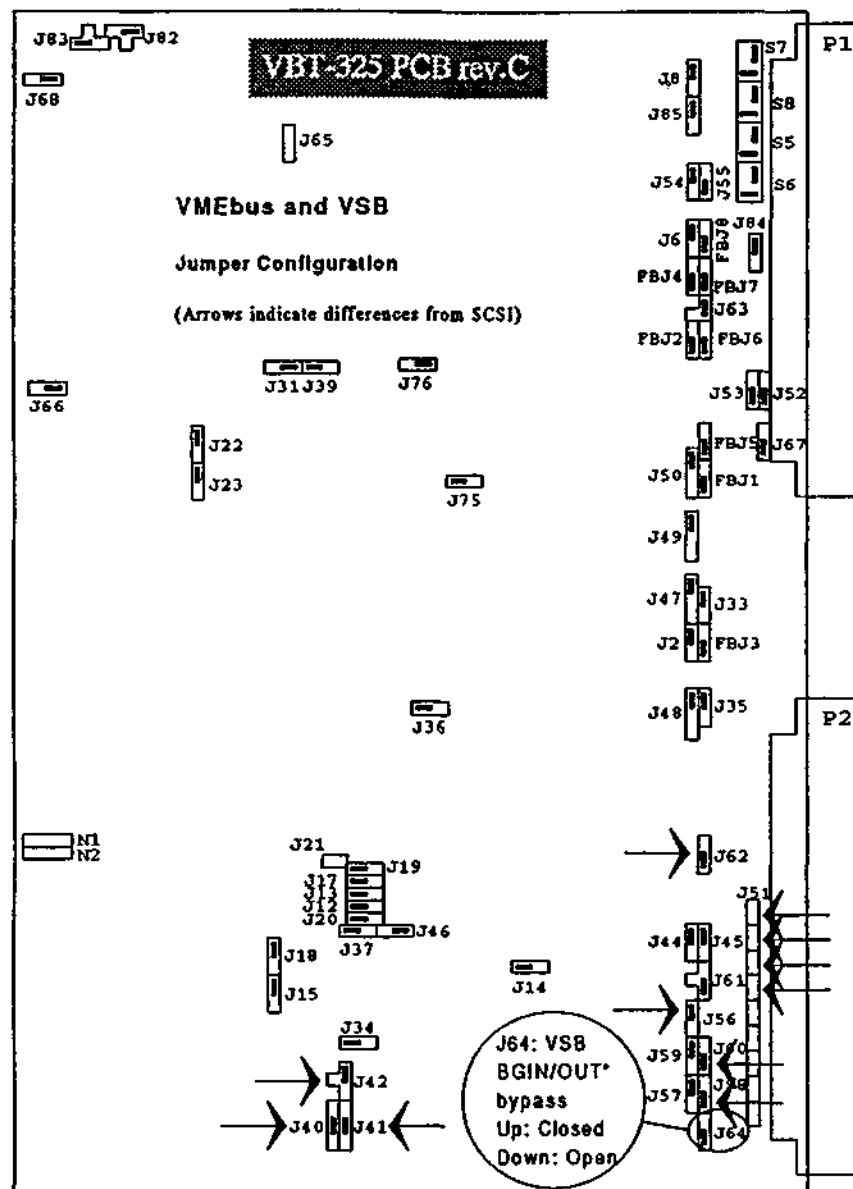 J83
J82
P1
VBT-325 PCB rev.C
S7
J8
J68
J85
S8
J65
S5
J54
J55
S6
VMEbus and VSB
J84
J6
FBJ8
Jumper Configuration
FBJ4
FBJ7
(Arrows indicate differences from SCSI)
J63
FBJ2
FBJ6
J31 J39
J76
J66
J53
J52
J22
FBJ5
J67
J23
J50
FBJ1
J75
J49
J47
J33
J2
FBJ3
J36
J48
J35
P2
N1
N2
J21
J19
J62
J17
J13
J12
J20
J51
J37
J46
J44
J45
J18
J14
J61
J15
J56
J34
J64: VSB
BGIN/OUT*
bypass
Up: Closed
Down: Open
J59
J60
J42
J57
J58
J40
J41
J64